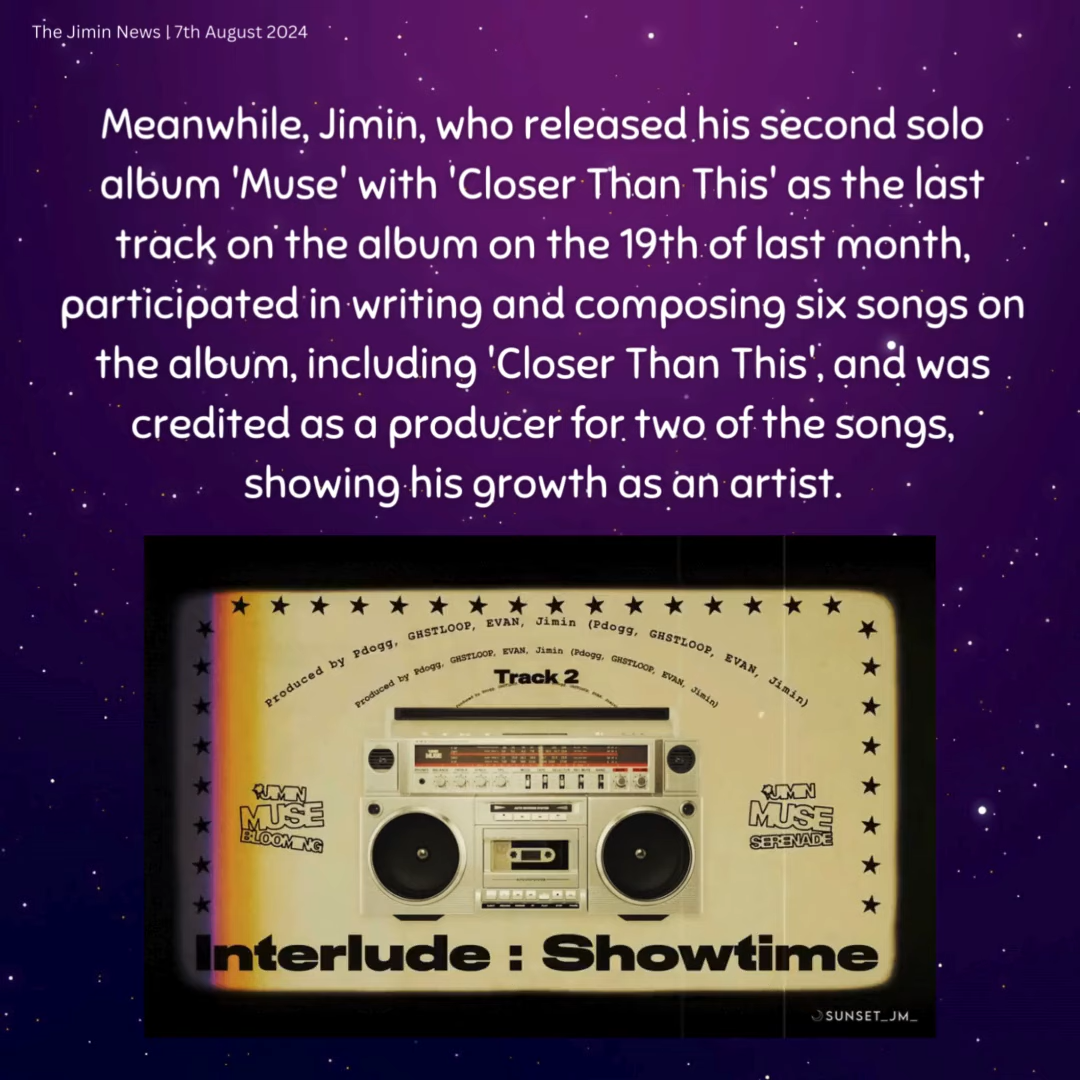 The Jimin News | 7th August 2024
Meanwhile, Jimin, who released his second solo
album 'Muse' with 'Closer Than This' as the last
track on the album on the 19th of last month,
participated in writing and composing six songs on
the album, including 'Closer Than This', and was
credited as a producer for two of the songs,
showing his growth as an artist.
Produced by Pdogg, GHSTLOOP, EVAN, Jimin (Pdogg, GHSTLOOP, EVAN, Jimin)
Produced by Pdogg, GHSTLOOP, EVAN, Jimin (Pdogg, GHSTLOOP, EVAN, Jimin)
Track 2
JIMIN
MUSE
BLOOMING
JIMIN
MUSE
SERENADE
Interlude : Showtime
SUNSET_JM_